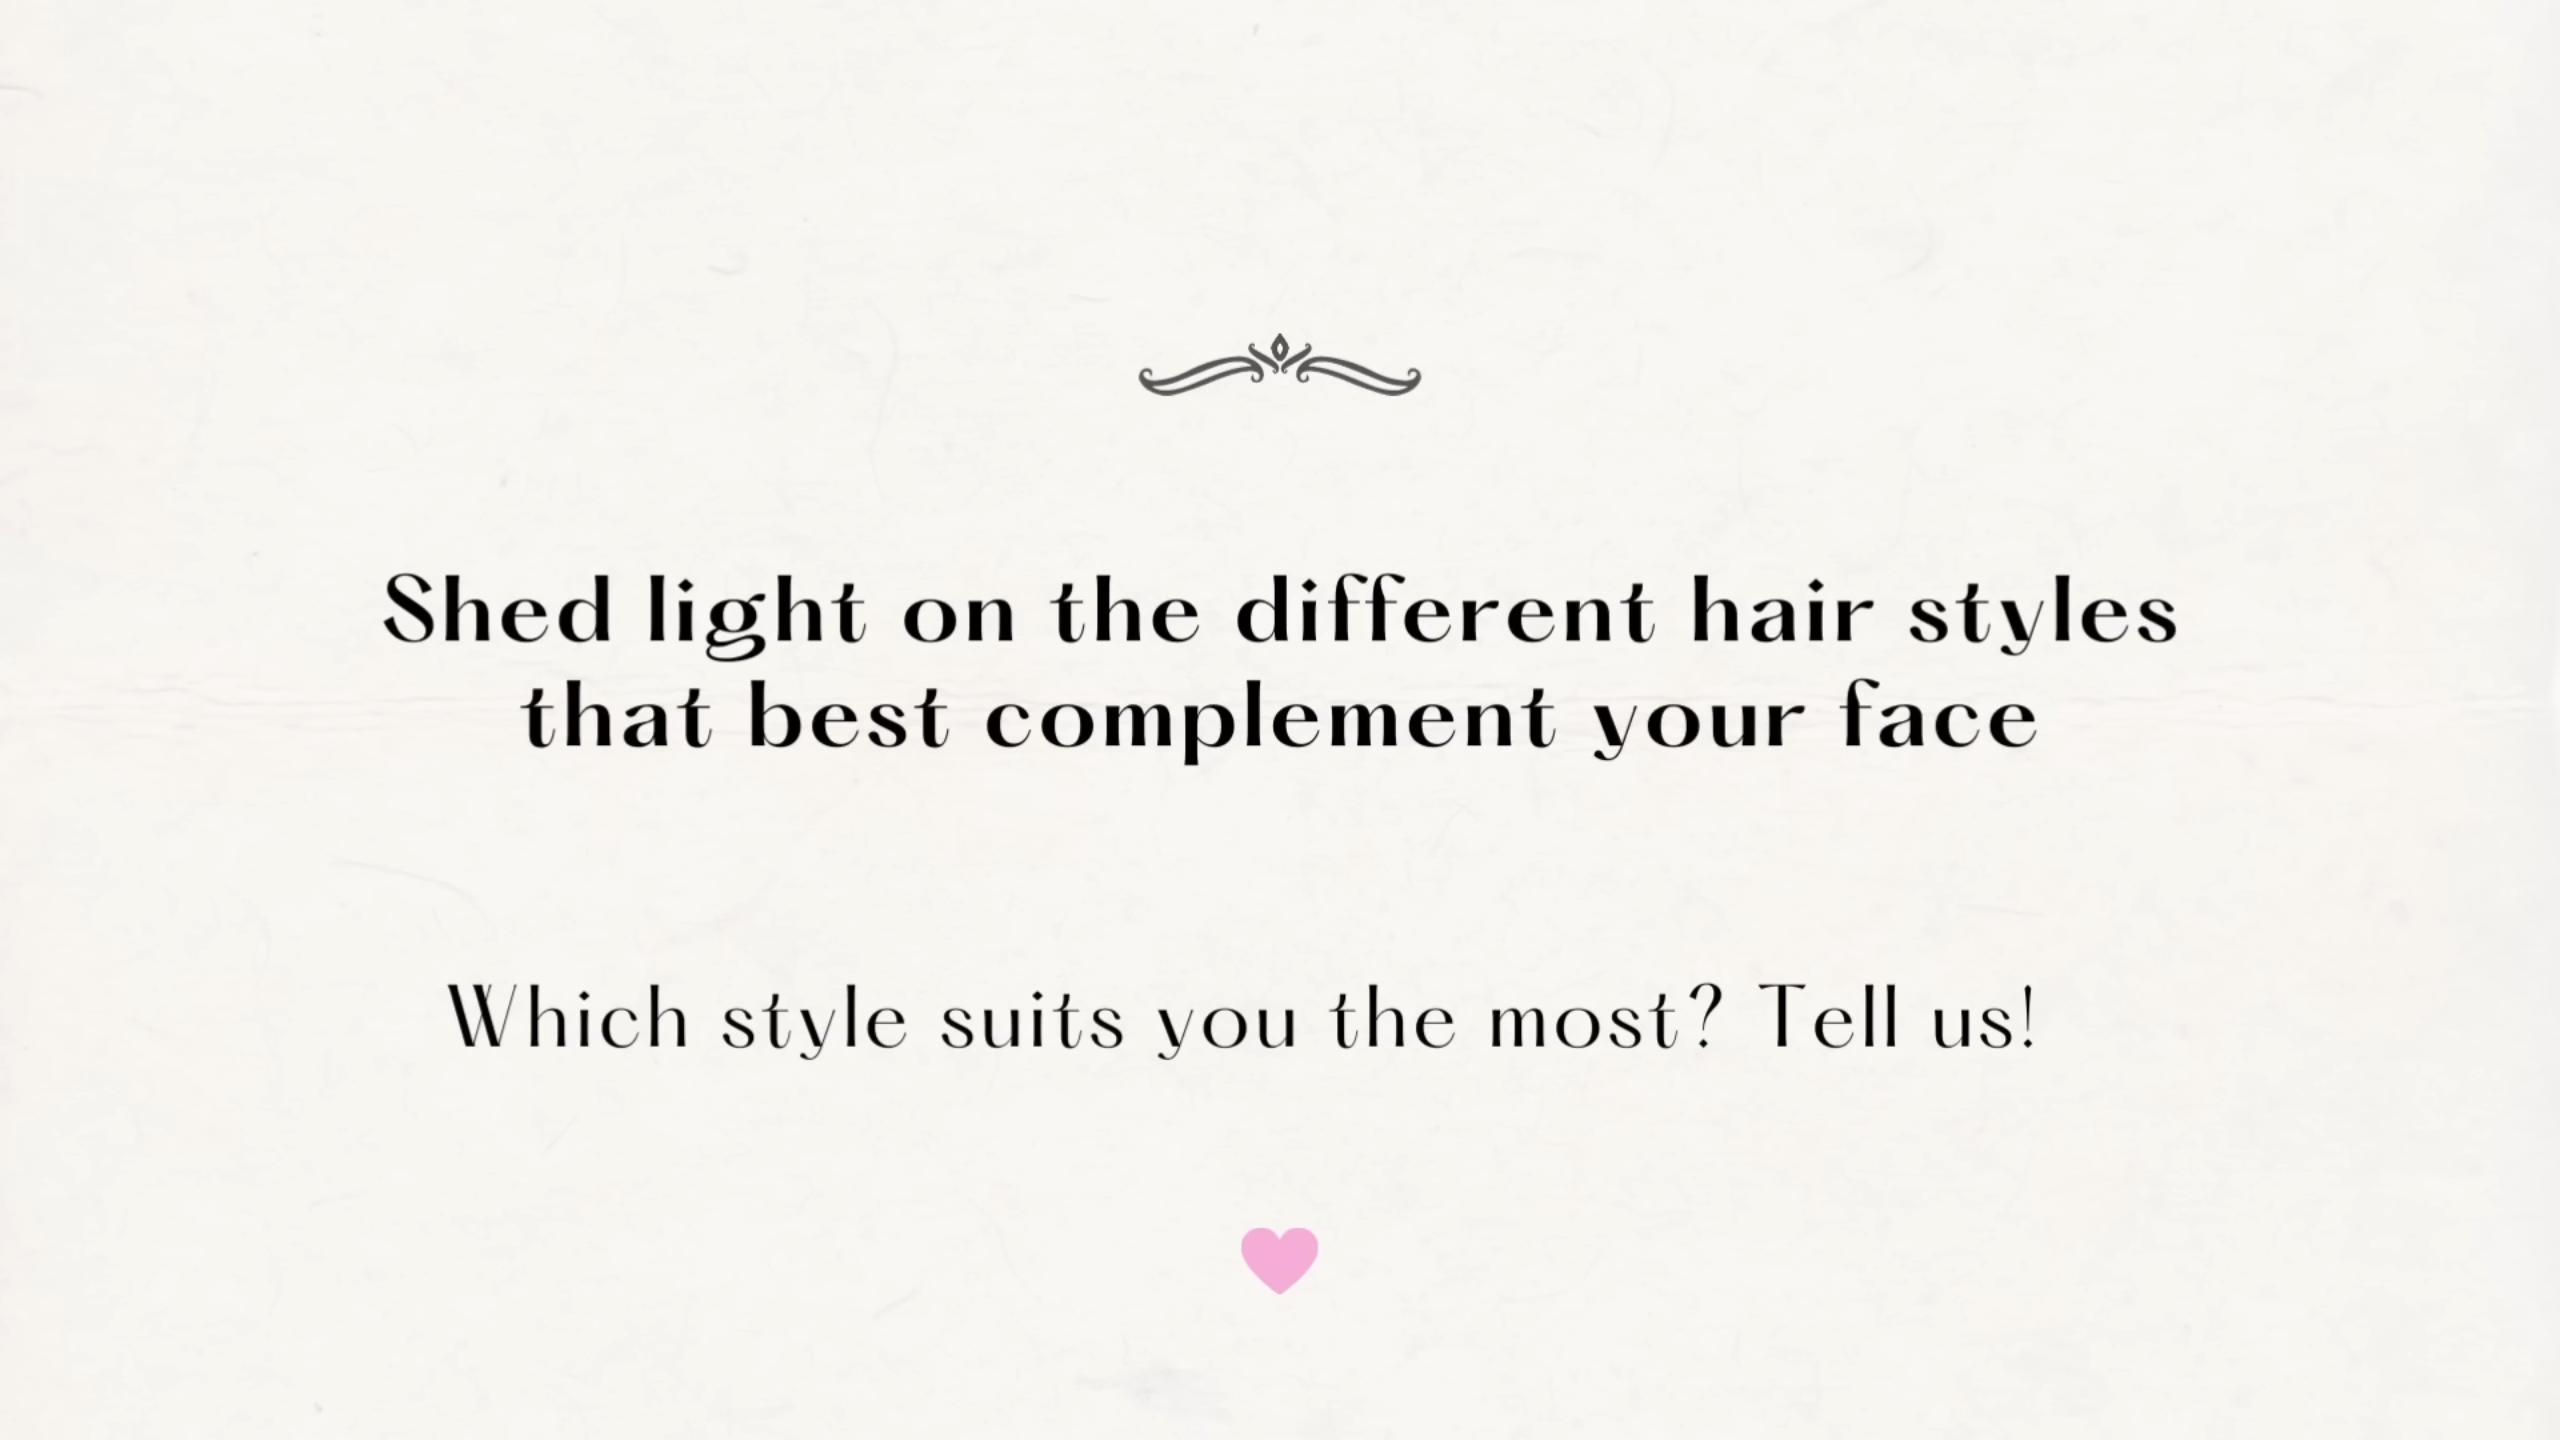 Shed light on the different hair styles
that best complement your face
Which style suits you the most? Tell us!